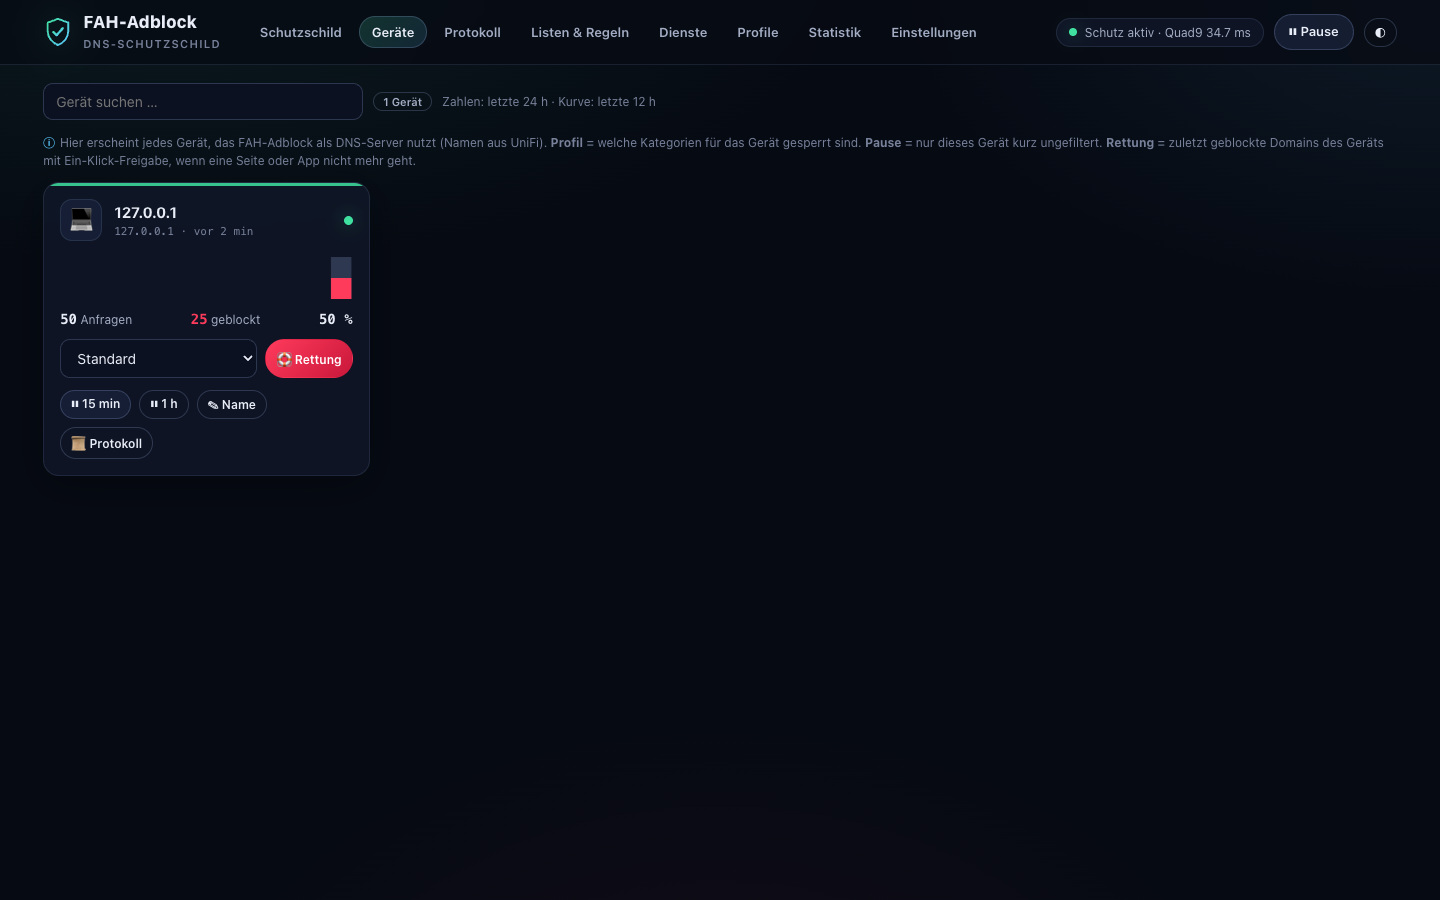 FAH-Adblock
DNS-SCHUTZSCHILD
Schutzschild
Geräte
Protokoll
Listen & Regeln
Dienste
Profile
Statistik
Einstellungen
Schutz aktiv · Quad9 34.7 ms
Pause
Gerät suchen …
1 Gerät
Zahlen: letzte 24 h · Kurve: letzte 12 h
Hier erscheint jedes Gerät, das FAH-Adblock als DNS-Server nutzt (Namen aus UniFi). Profil = welche Kategorien für das Gerät gesperrt sind. Pause = nur dieses Gerät kurz ungefiltert. Rettung = zuletzt geblockte Domains des Geräts
mit Ein-Klick-Freigabe, wenn eine Seite oder App nicht mehr geht.
127.0.0.1
127.0.0.1 · vor 2 min
50 Anfragen
25 geblockt
50 %
Standard
Rettung
15 min
1 h
Name
Protokoll